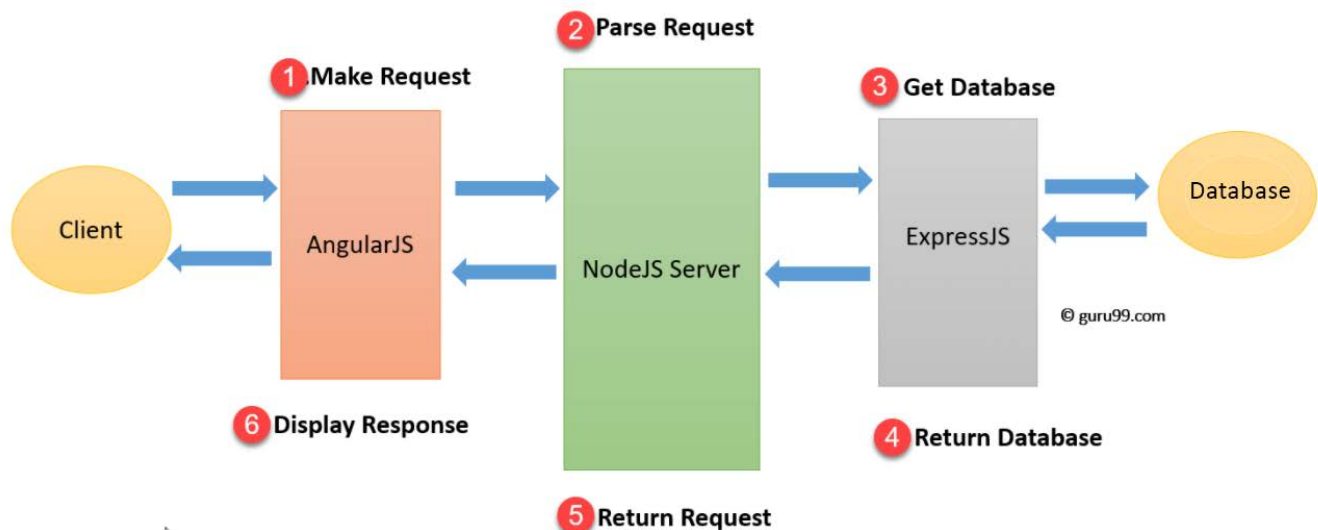 2 Parse Request
1 .Make Request
3 Get Database
Client
AngularJS
NodeJS Server
ExpressJS
Database
© guru99.com
6 Display Response
4 Return Database
5 Return Request